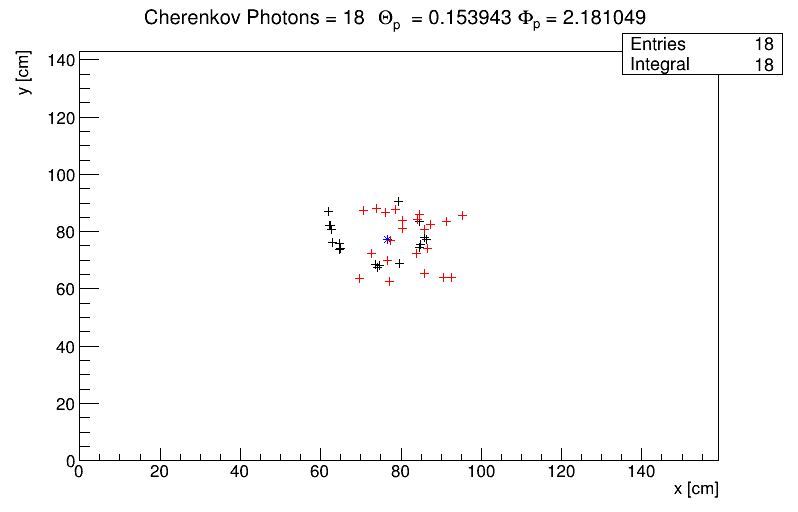 Cherenkov Photons = 18 Θp = 0.153943 Φp = 2.181049
Entries 18
Integral 18
y [cm]
140
120
100
80
60
40
20
0
0 20 40 60 80 100 120 140
x [cm]